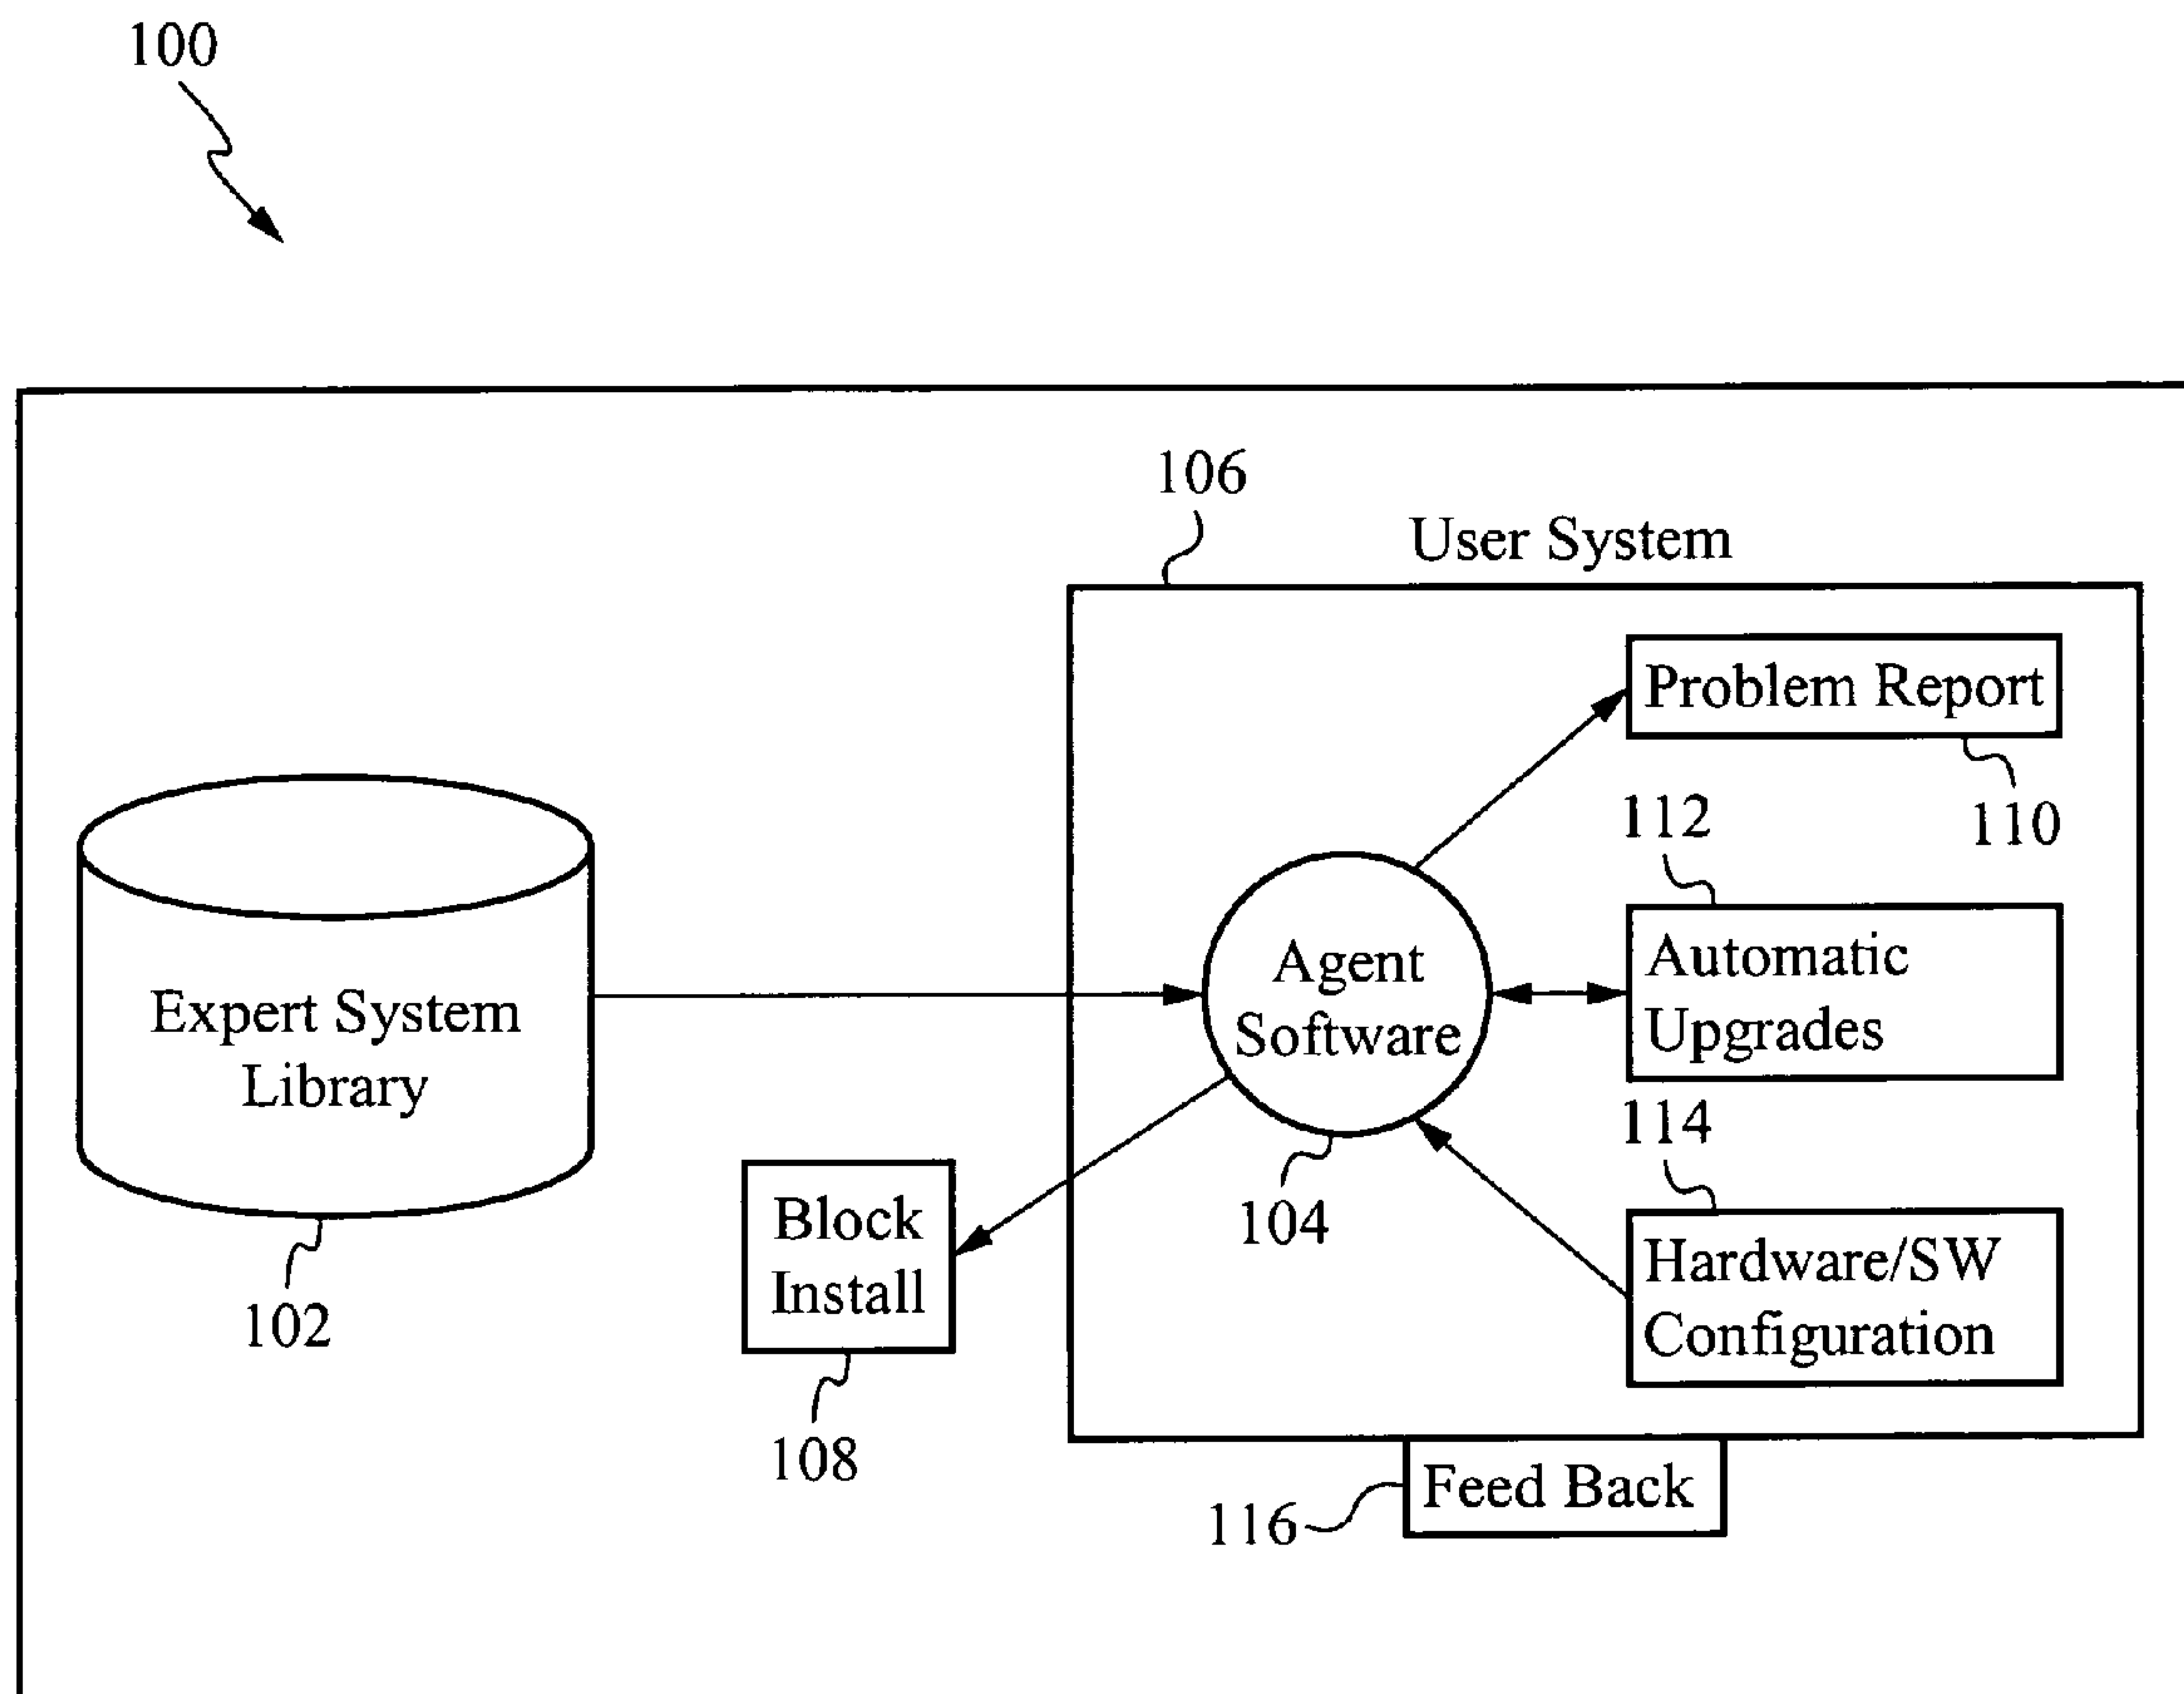 100
106
User System
Problem Report
110
112
Automatic
Upgrades
Agent
Software
104
Expert System
Library
102
114
Hardware/SW
Configuration
Block
Install
108
Feed Back
116